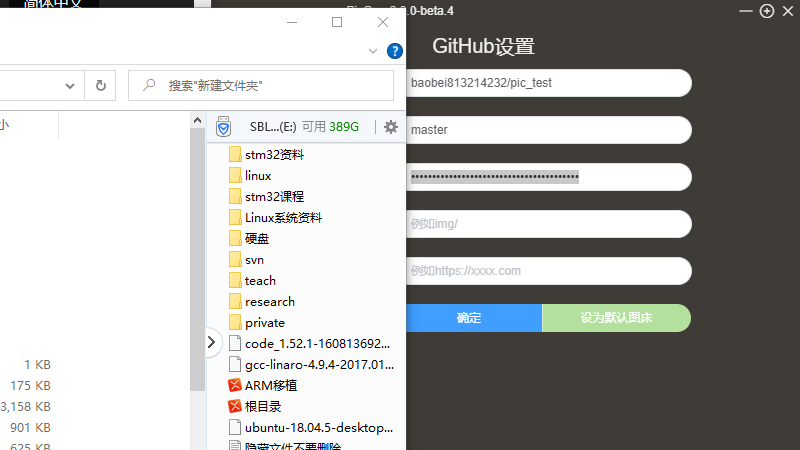 简体中文
0-beta.4
GitHub设置
baobei813214232/pic_test
master
例如img/
例如https://xxxx.com
确定
设为默认图床
搜索"新建文件夹"
小
SBL...(E:) 可用 389G
stm32资料
linux
stm32课程
Linux系统资料
硬盘
svn
teach
research
private
code_1.52.1-160813692...
gcc-linaro-4.9.4-2017.01...
ARM移植
根目录
ubuntu-18.04.5-desktop...
隐藏文件不要删除
1 KB
175 KB
3,158 KB
901 KB
625 KB